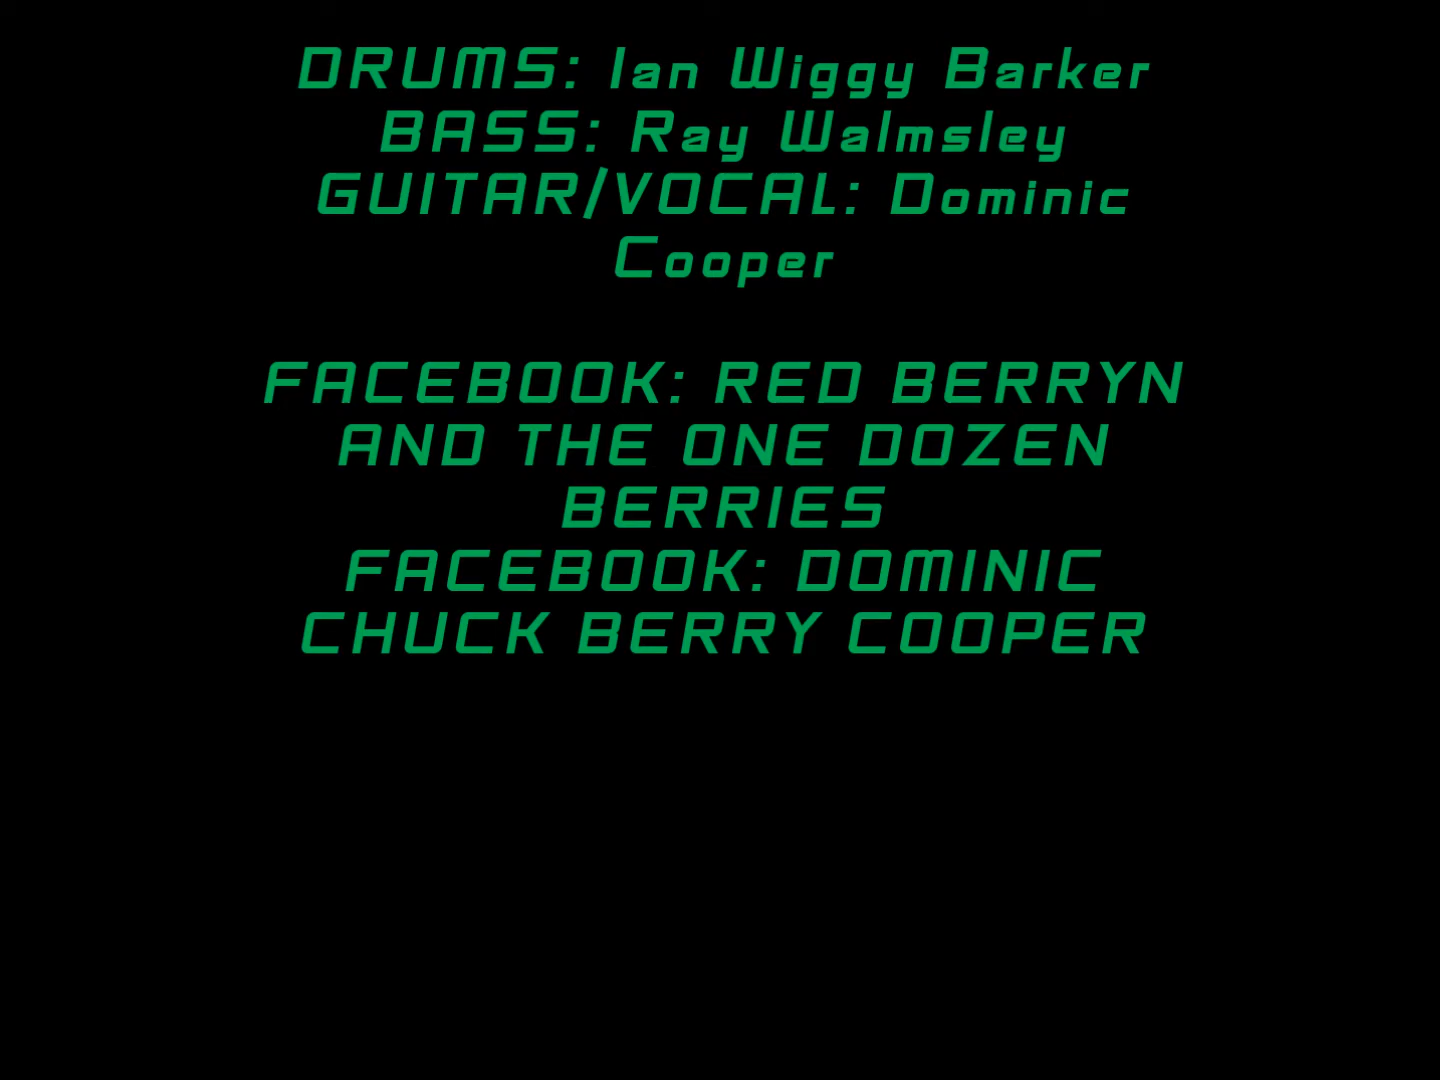 DRUMS: Ian Wiggy Barker
BASS: Ray Walmsley
GUITAR/VOCAL: Dominic
Cooper
FACEBOOK: RED BERRYN
AND THE ONE DOZEN
BERRIES
FACEBOOK: DOMINIC
CHUCK BERRY COOPER